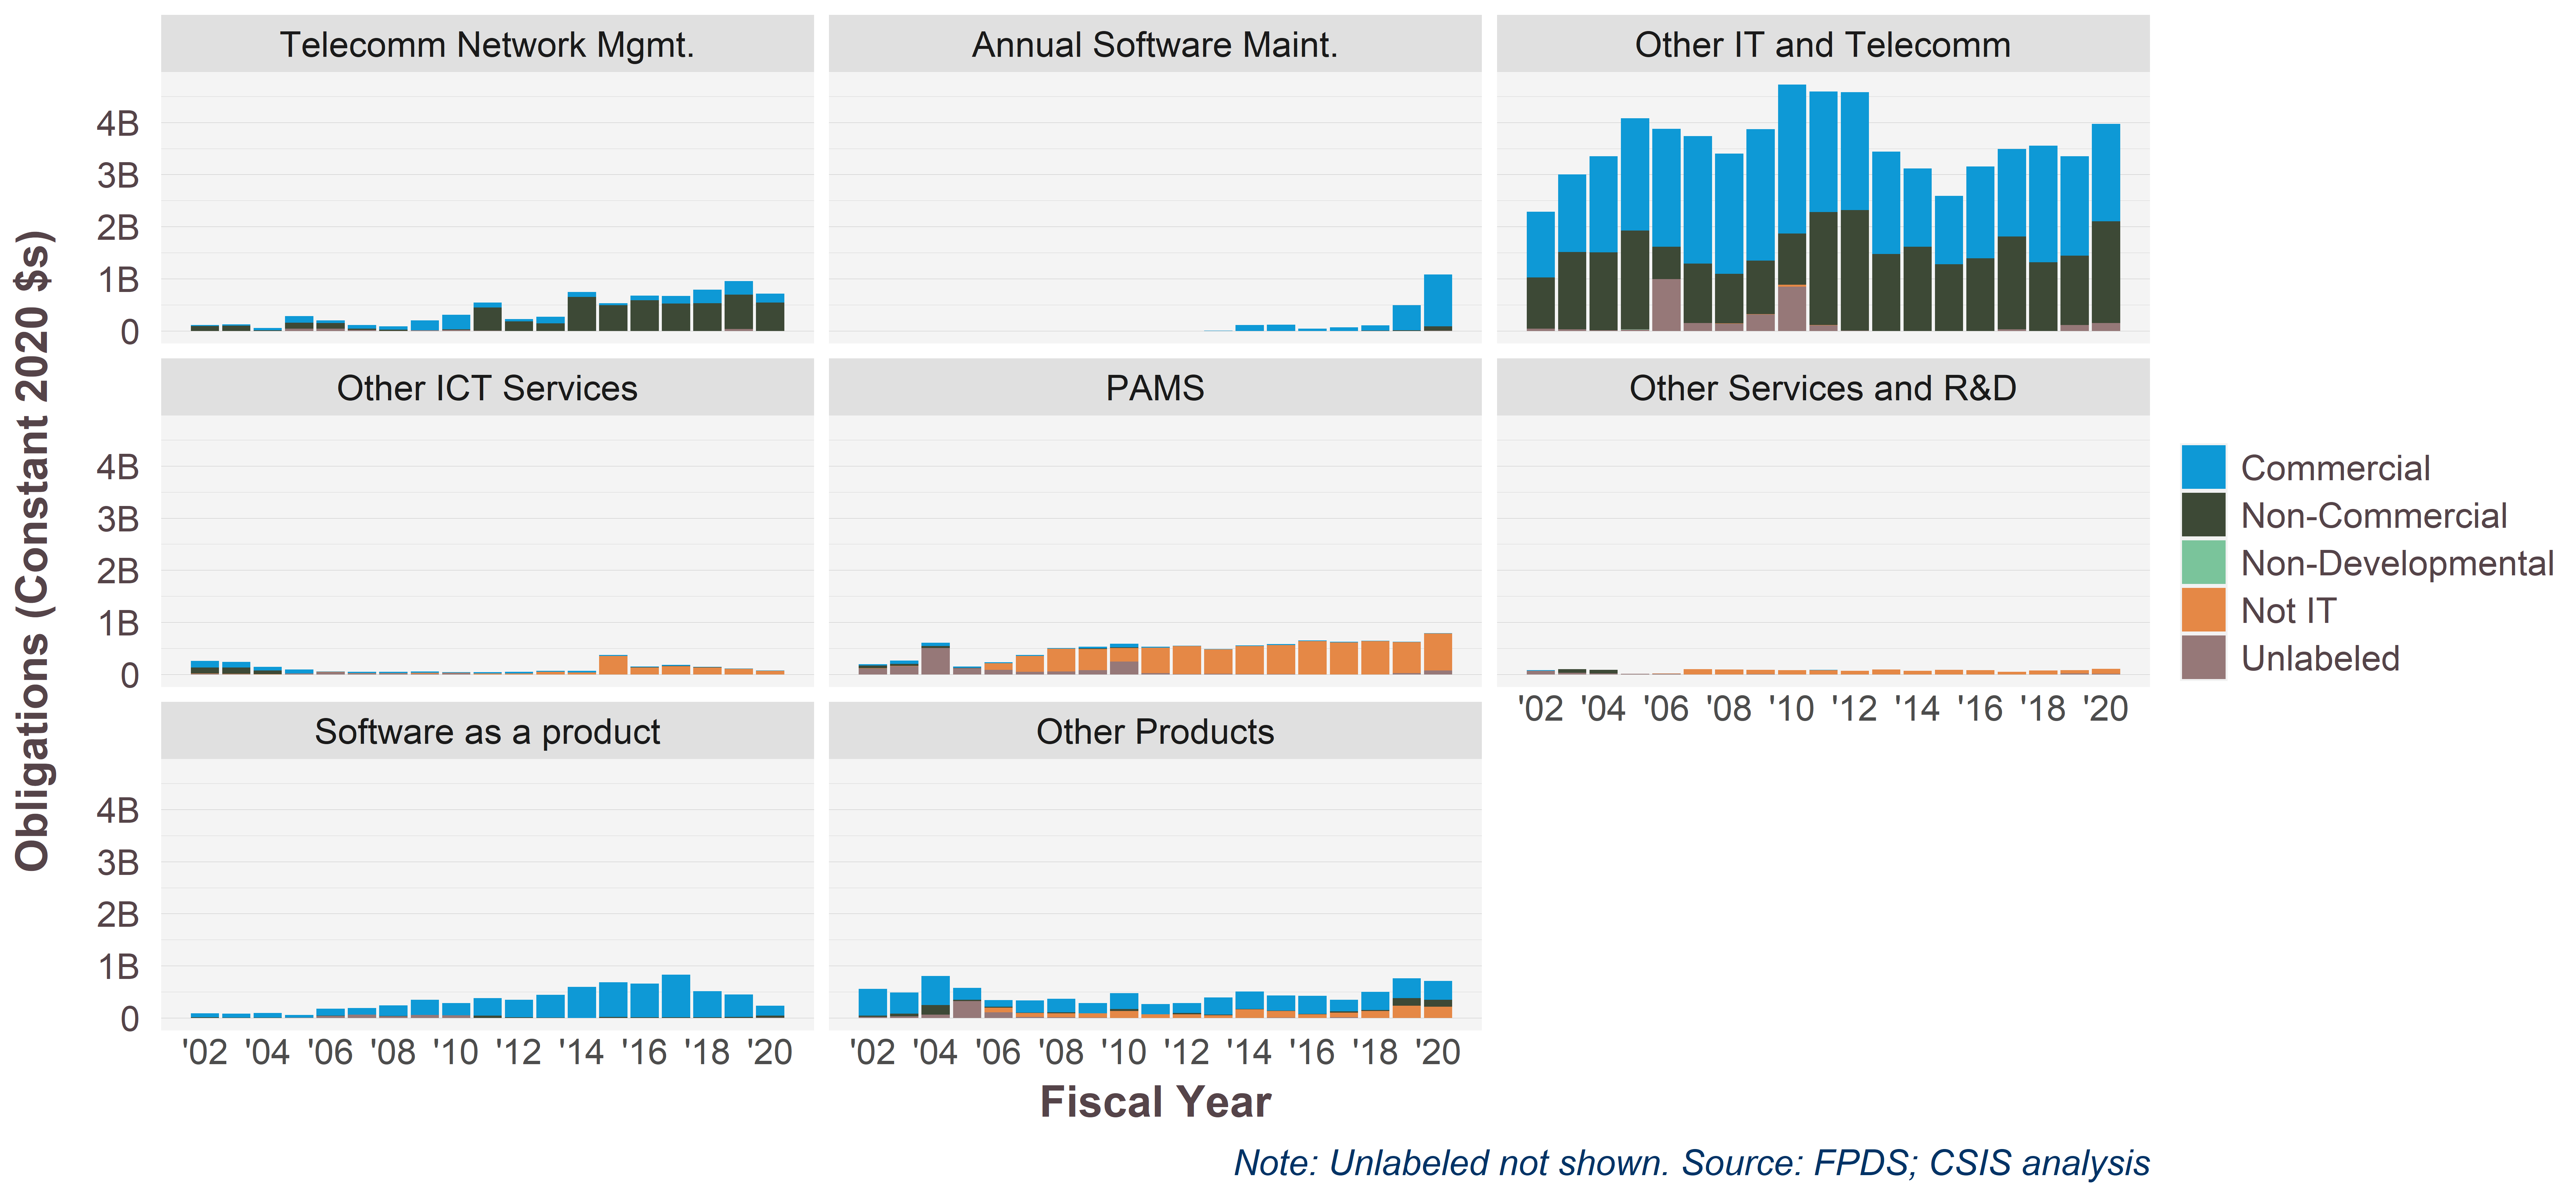 Telecomm Network Mgmt.
Annual Software Maint.
Other IT and Telecomm
4B
3B
2B
1B
0
Other ICT Services
PAMS
Other Services and R&D
4B
3B
2B
1B
0
'02 '04 '06 '08 '10 '12 '14 '16 '18 '20
Software as a product
Other Products
4B
3B
2B
1B
0
'02 '04 '06 '08 '10 '12 '14 '16 '18 '20
'02 '04 '06 '08 '10 '12 '14 '16 '18 '20
Obligations (Constant 2020 $s)
Fiscal Year
Commercial
Non-Commercial
Non-Developmental
Not IT
Unlabeled
Note: Unlabeled not shown. Source: FPDS; CSIS analysis